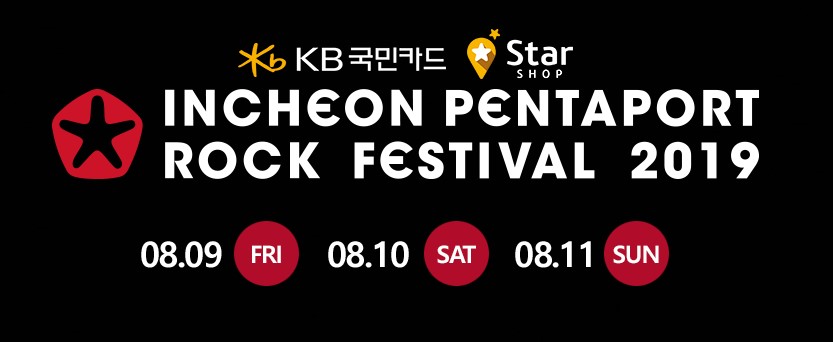 Kb KB국민카드 Star
SHOP
INCHEON PENTAPORT
ROCK FESTIVAL 2019
08.09 FRI 08.10 SAT 08.11 SUN